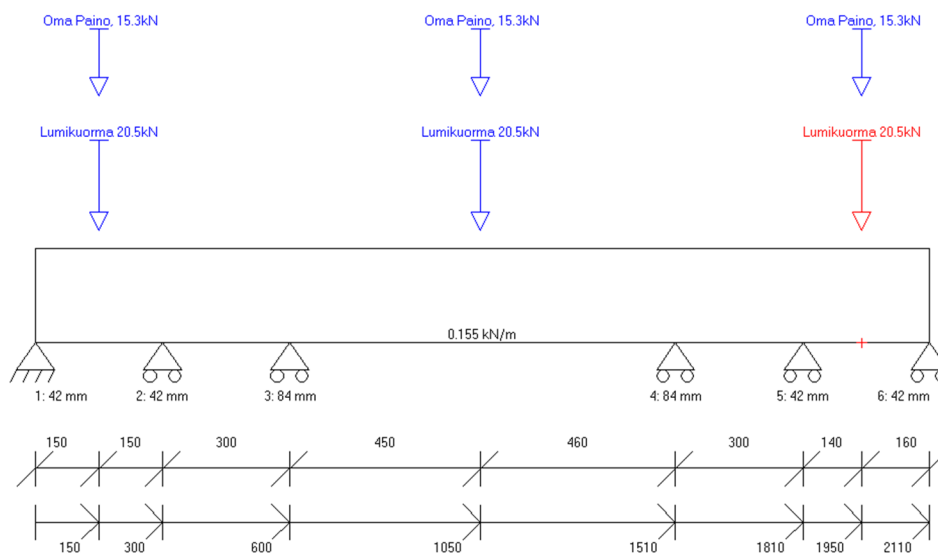 Oma Paino, 15.3kN Oma Paino, 15.3kN Oma Paino, 15.3kN
Lumikuorma 20.5kN Lumikuorma 20.5kN Lumikuorma 20.5kN
0.155 kN/m
1: 42 mm 2: 42 mm 3: 84 mm 4: 84 mm 5: 42 mm 6: 42 mm
150 150 300 450 460 300 140 160
150 300 600 1050 1510 1810 1950 2110